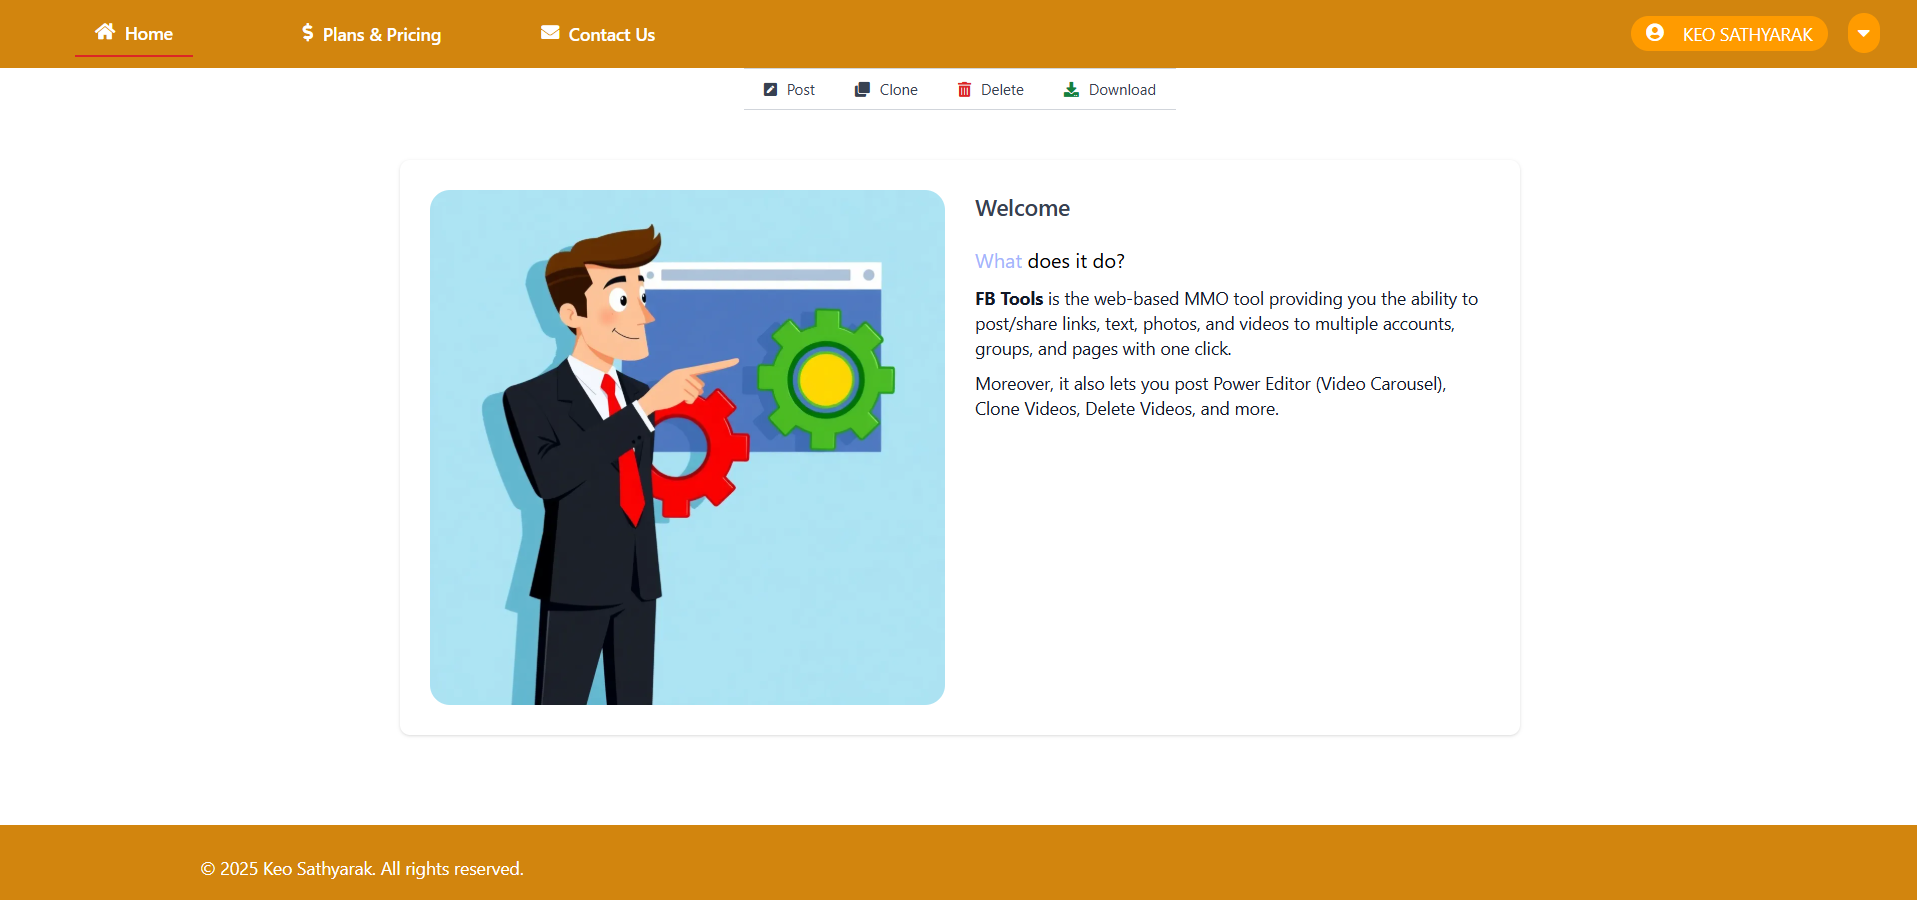 Home
Plans & Pricing
Contact Us
KEO SATHYARAK
Post
Clone
Delete
Download
Welcome
What does it do?
FB Tools is the web-based MMO tool providing you the ability to
post/share links, text, photos, and videos to multiple accounts,
groups, and pages with one click.
Moreover, it also lets you post Power Editor (Video Carousel),
Clone Videos, Delete Videos, and more.
© 2025 Keo Sathyarak. All rights reserved.